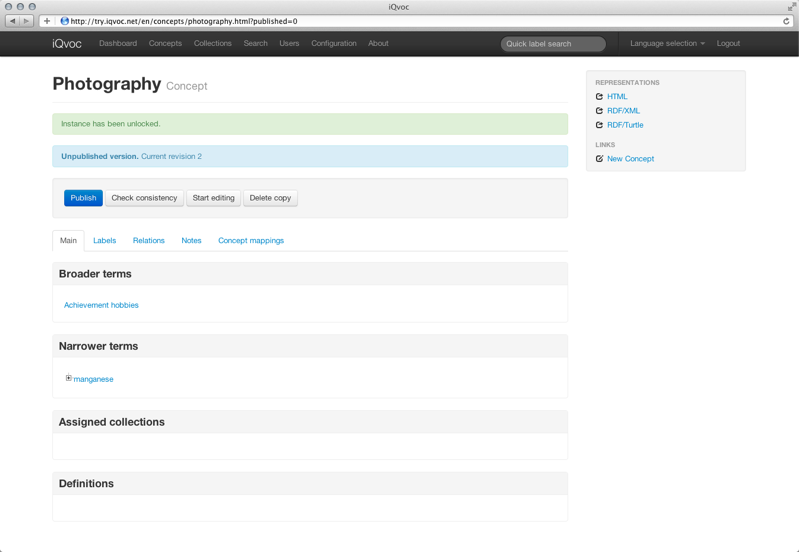 iQvoc
http://try.iqvoc.net/en/concepts/photography.html?published=0
iQvoc Dashboard Concepts Collections Search Users Configuration About Quick label search Language selection Logout
Photography Concept
Instance has been unlocked.
Unpublished version. Current revision 2
Publish Check consistency Start editing Delete copy
Main Labels Relations Notes Concept mappings
Broader terms
Achievement hobbies
Narrower terms
manganese
Assigned collections
Definitions
REPRESENTATIONS
HTML
RDF/XML
RDF/Turtle
LINKS
New Concept